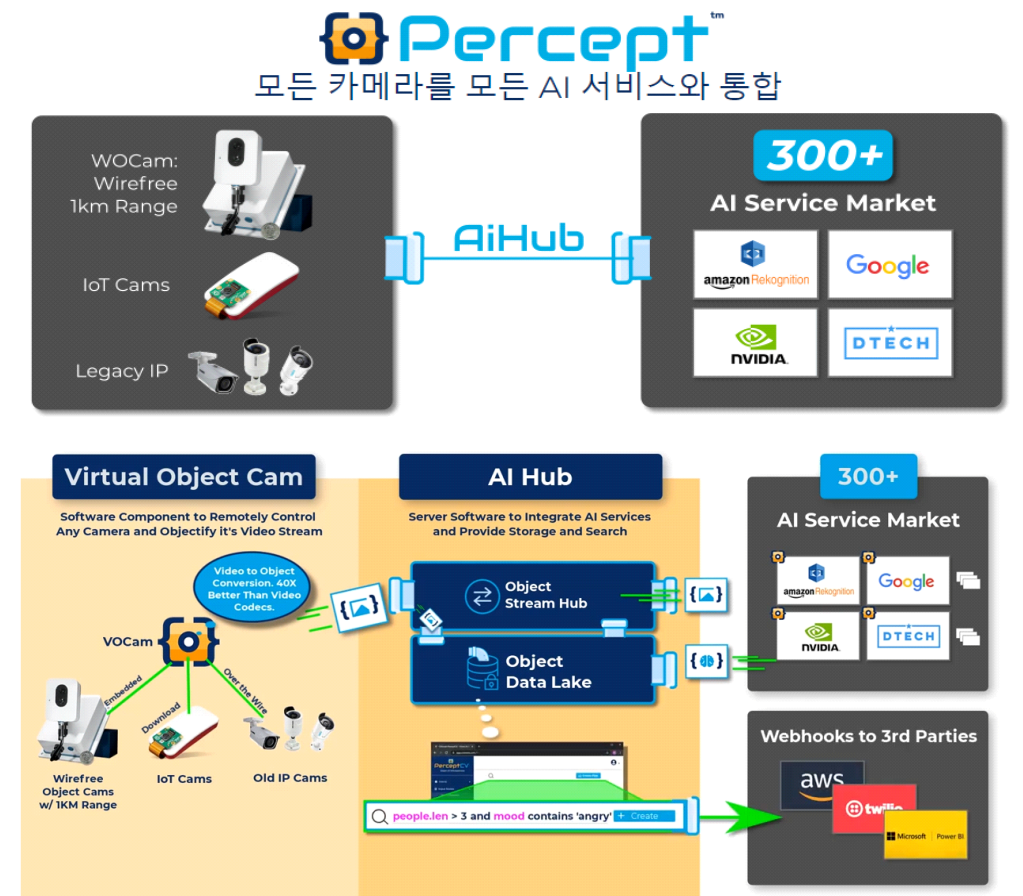 Percept™
모든 카메라를 모든 AI 서비스와 통합
WOCam:
Wirefree
1km Range
IoT Cams
Legacy IP
AiHub
300+
AI Service Market
amazon Rekognition
Google
NVIDIA.
DTECH
Virtual Object Cam
Software Component to Remotely Control
Any Camera and Objectify it's Video Stream
Video to Object
Conversion. 40X
Better Than Video
Codecs.
VOCam
Embedded
Download
Over the Wire
Wirefree
Object Cams
w/ 1KM Range
IoT Cams
Old IP Cams
AI Hub
Server Software to Integrate AI Services
and Provide Storage and Search
Object
Stream Hub
Object
Data Lake
PerceptCV
people.len > 3 and mood contains 'angry'
+ Create
300+
AI Service Market
amazon Rekognition
Google
NVIDIA.
DTECH
Webhooks to 3rd Parties
aws
twilio
Microsoft
Power BI